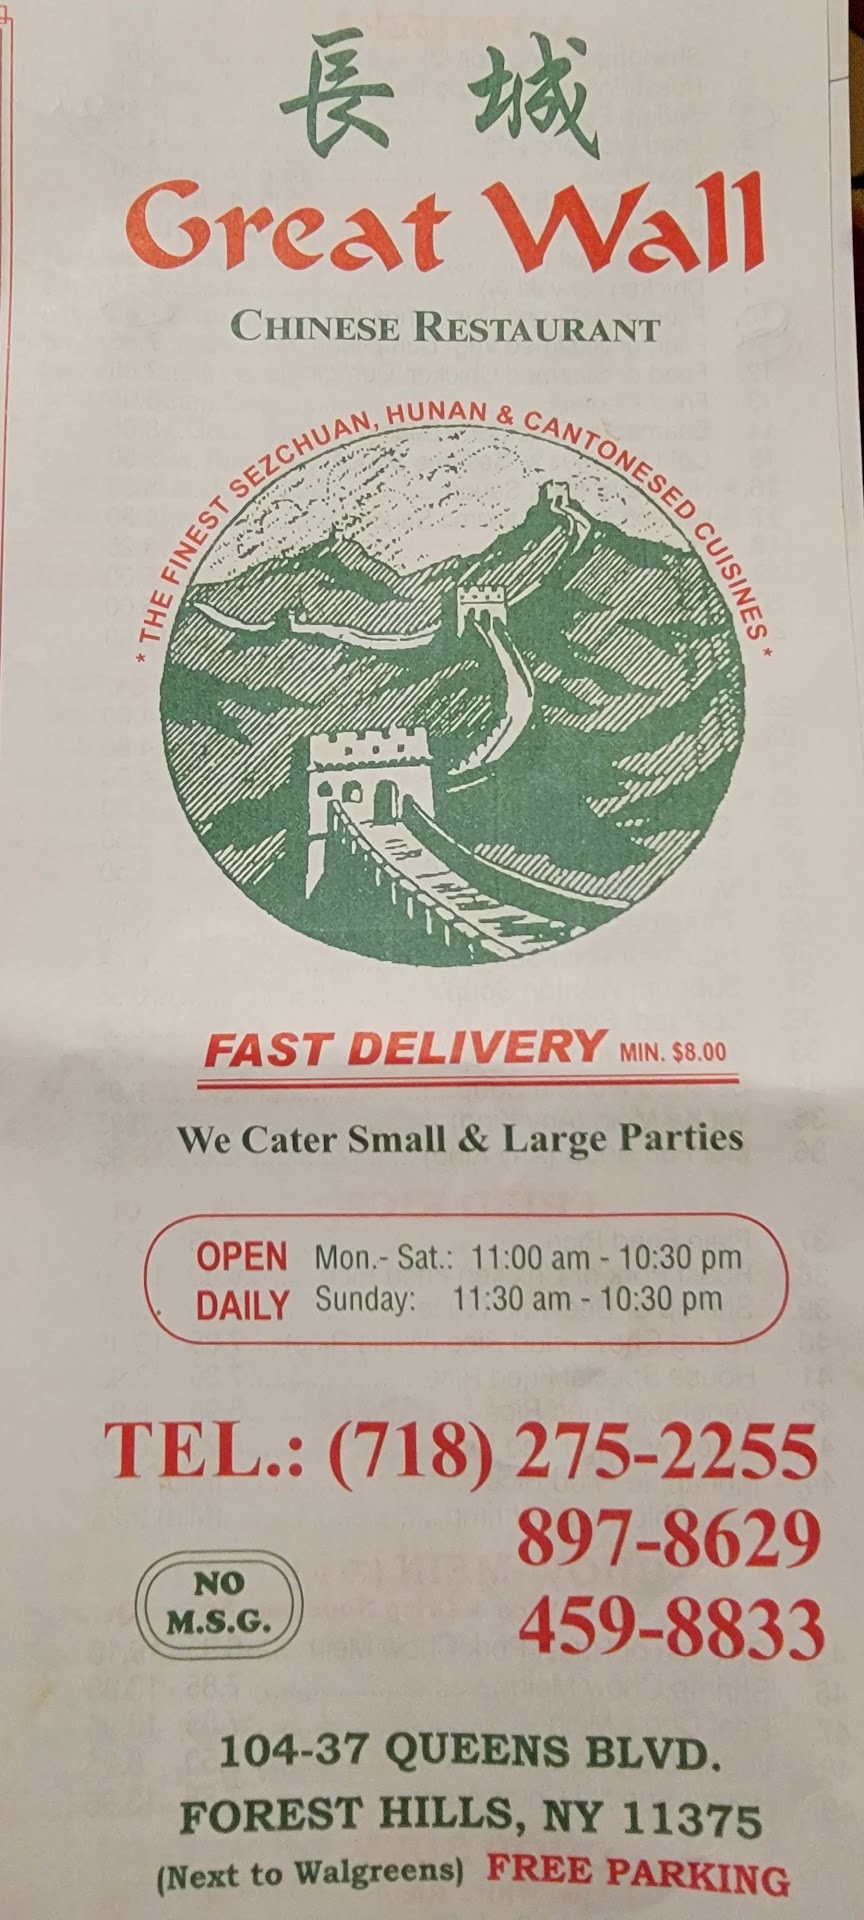 長城
Great Wall
CHINESE RESTAURANT
* THE FINEST SEZCHUAN, HUNAN & CANTONESED CUISINES *
FAST DELIVERY MIN. $8.00
We Cater Small & Large Parties
OPEN Mon.- Sat.: 11:00 am - 10:30 pm
DAILY Sunday: 11:30 am - 10:30 pm
TEL.: (718) 275-2255
897-8629
459-8833
NO
M.S.G.
104-37 QUEENS BLVD.
FOREST HILLS, NY 11375
(Next to Walgreens) FREE PARKING